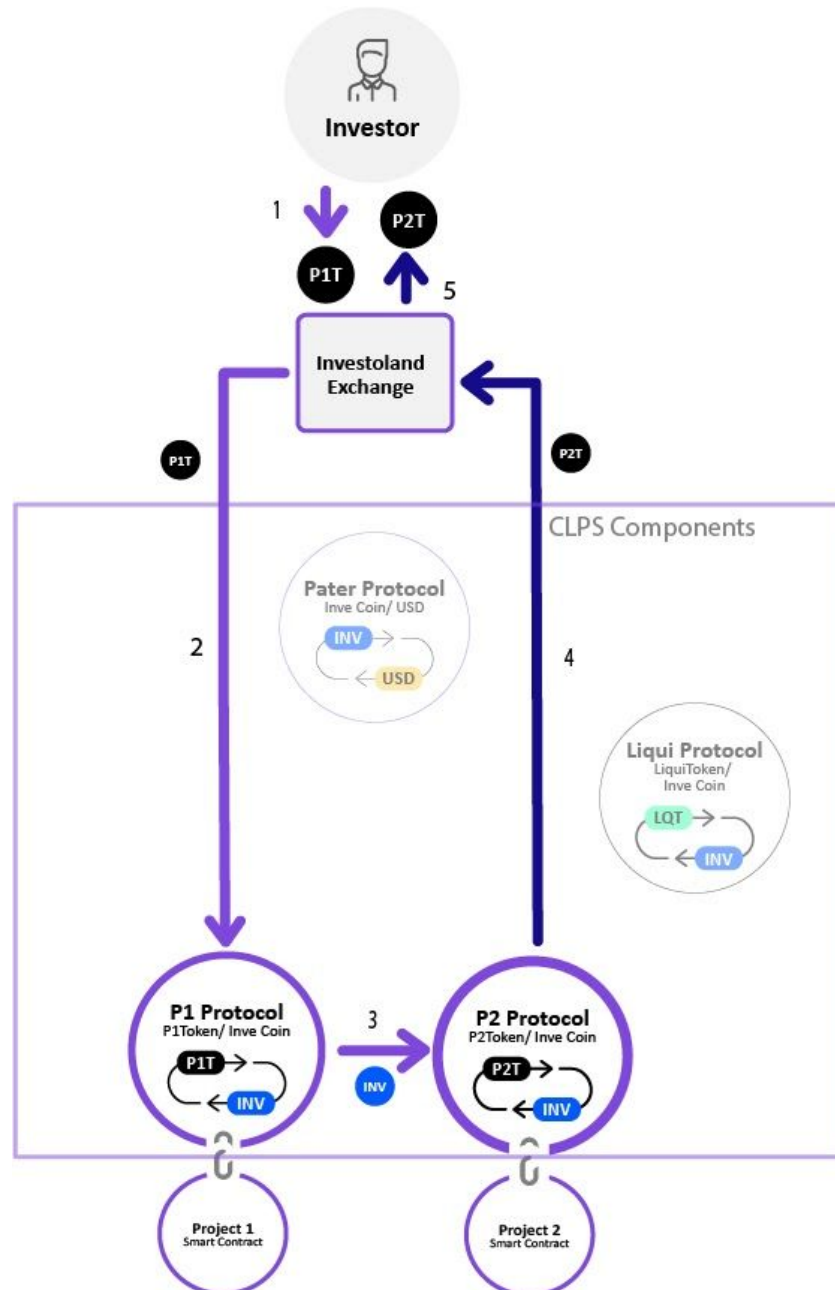 Investor
1
P2T
P1T
5
Investoland
Exchange
P1T
P2T
CLPS Components
Pater Protocol
Inve Coin/ USD
INV
USD
2
4
Liqui Protocol
LiquiToken/
Inve Coin
LQT
INV
P1 Protocol
P1Token/ Inve Coin
P1T
INV
3
INV
P2 Protocol
P2Token/ Inve Coin
P2T
INV
Project 1
Smart Contract
Project 2
Smart Contract